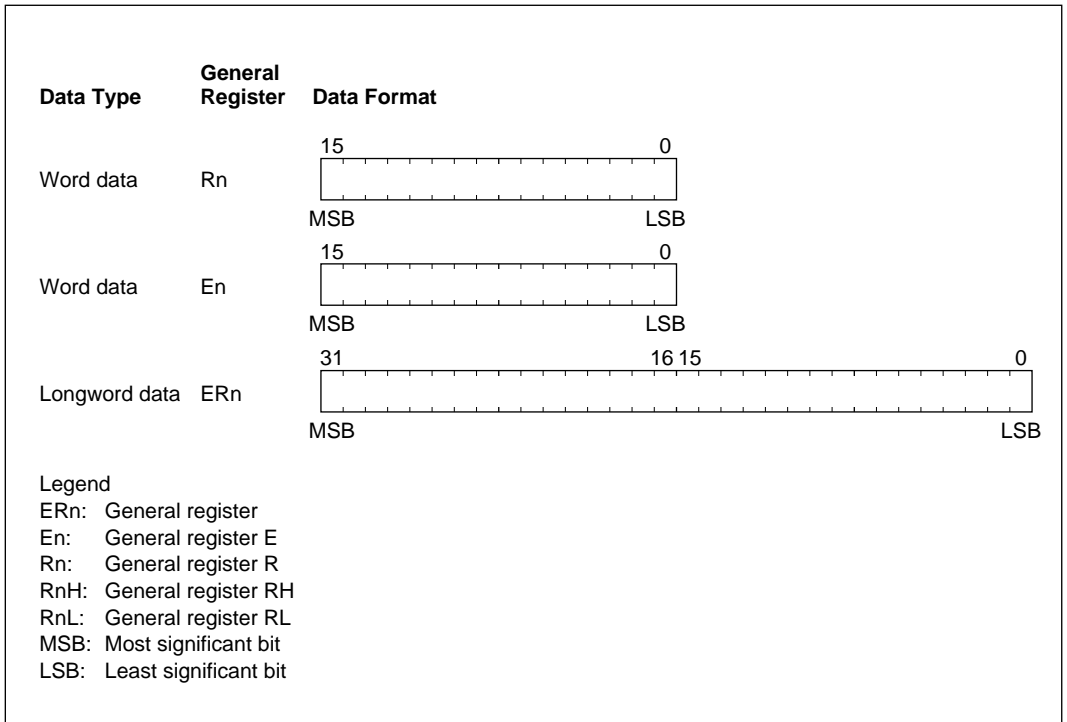 General
Data Type Register Data Format
15 0
Word data Rn
MSB LSB
15 0
Word data En
MSB LSB
31 16 15 0
Longword data ERn
MSB LSB
Legend
ERn: General register
En: General register E
Rn: General register R
RnH: General register RH
RnL: General register RL
MSB: Most significant bit
LSB: Least significant bit